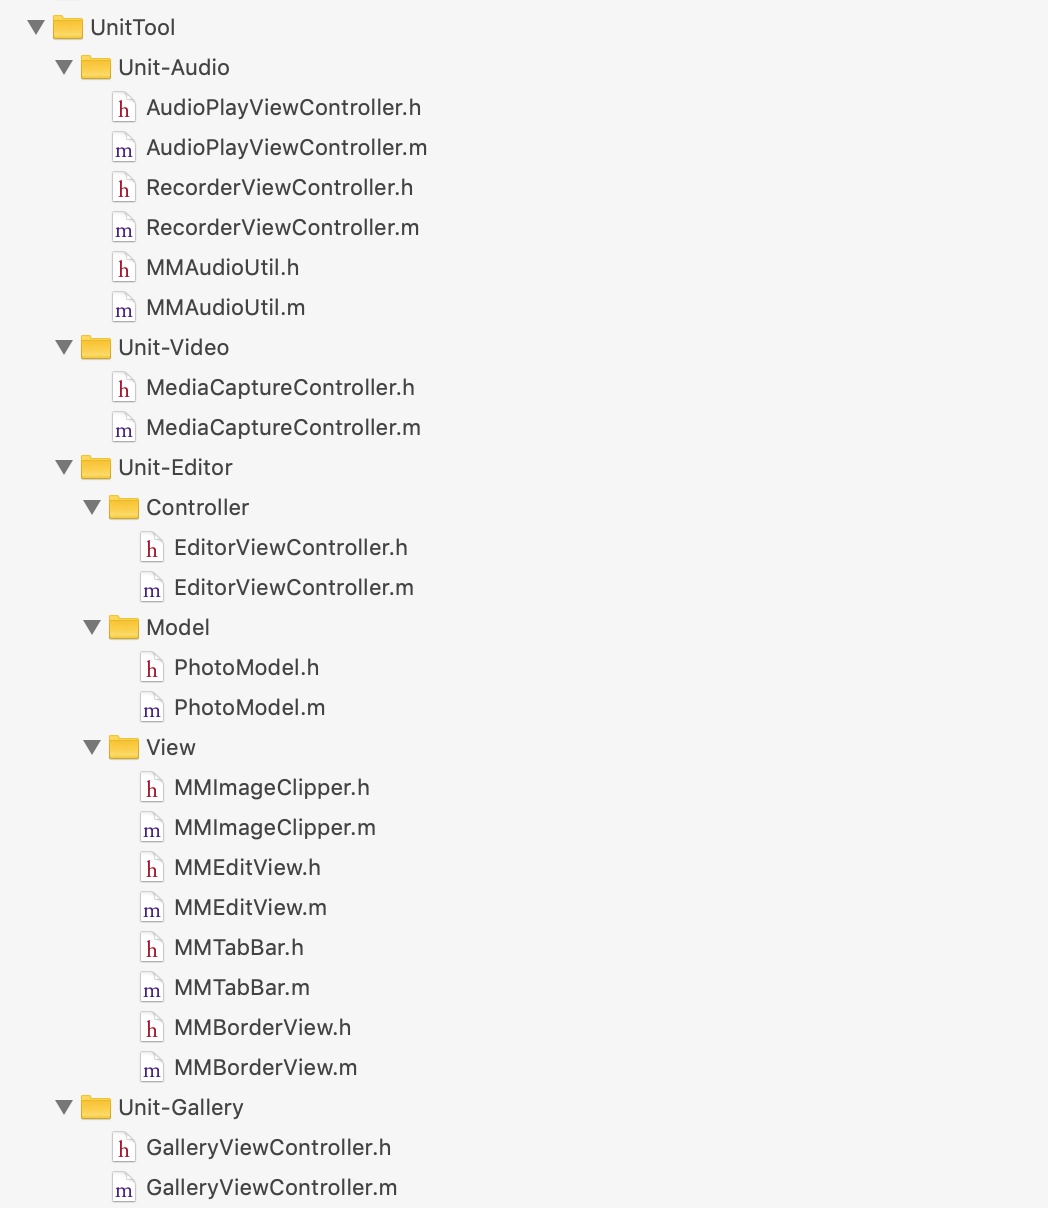 UnitTool
Unit-Audio
h AudioPlayViewController.h
m AudioPlayViewController.m
h RecorderViewController.h
m RecorderViewController.m
h MMAudioUtil.h
m MMAudioUtil.m
Unit-Video
h MediaCaptureController.h
m MediaCaptureController.m
Unit-Editor
Controller
h EditorViewController.h
m EditorViewController.m
Model
h PhotoModel.h
m PhotoModel.m
View
h MMImageClipper.h
m MMImageClipper.m
h MMEditView.h
m MMEditView.m
h MMTabBar.h
m MMTabBar.m
h MMBorderView.h
m MMBorderView.m
Unit-Gallery
h GalleryViewController.h
m GalleryViewController.m